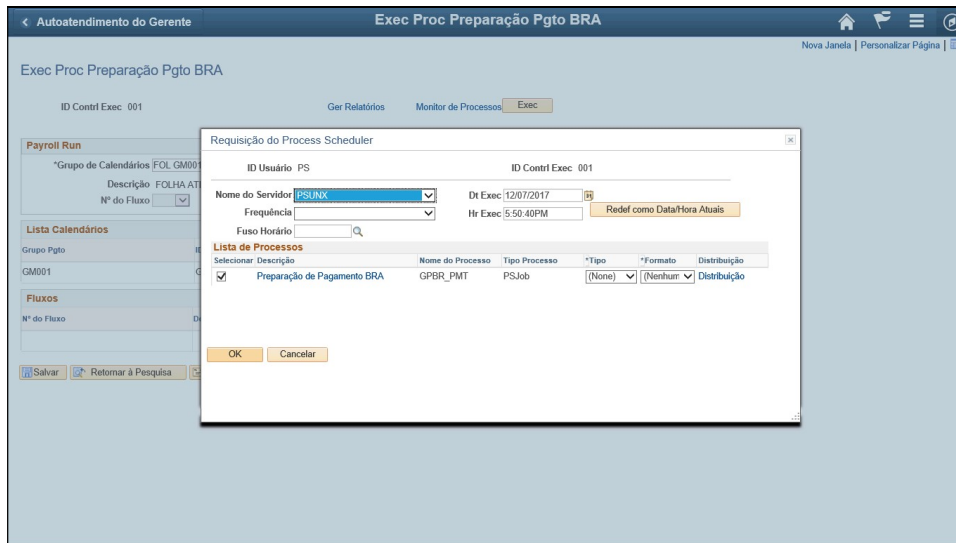 Autoatendimento do Gerente
Exec Proc Preparação Pgto BRA
Nova Janela | Personalizar Página |
Exec Proc Preparação Pgto BRA
ID Contrl Exec 001 Ger Relatórios Monitor de Processos Exec
Payroll Run
*Grupo de Calendários FOL GM001
Descrição FOLHA ATI
Nº do Fluxo
Lista Calendários
Grupo Pgto
GM001
Fluxos
Nº do Fluxo
Salvar Retornar à Pesquisa
Requisição do Process Scheduler
ID Usuário PS ID Contrl Exec 001
Nome do Servidor PSUNX Dt Exec 12/07/2017
Frequência Hr Exec 5:50:40PM Redef como Data/Hora Atuais
Fuso Horário
Lista de Processos
Selecionar Descrição Nome do Processo Tipo Processo *Tipo *Formato Distribuição
Preparação de Pagamento BRA GPBR_PMT PSJob (None) (Nenhum Distribuição
OK Cancelar